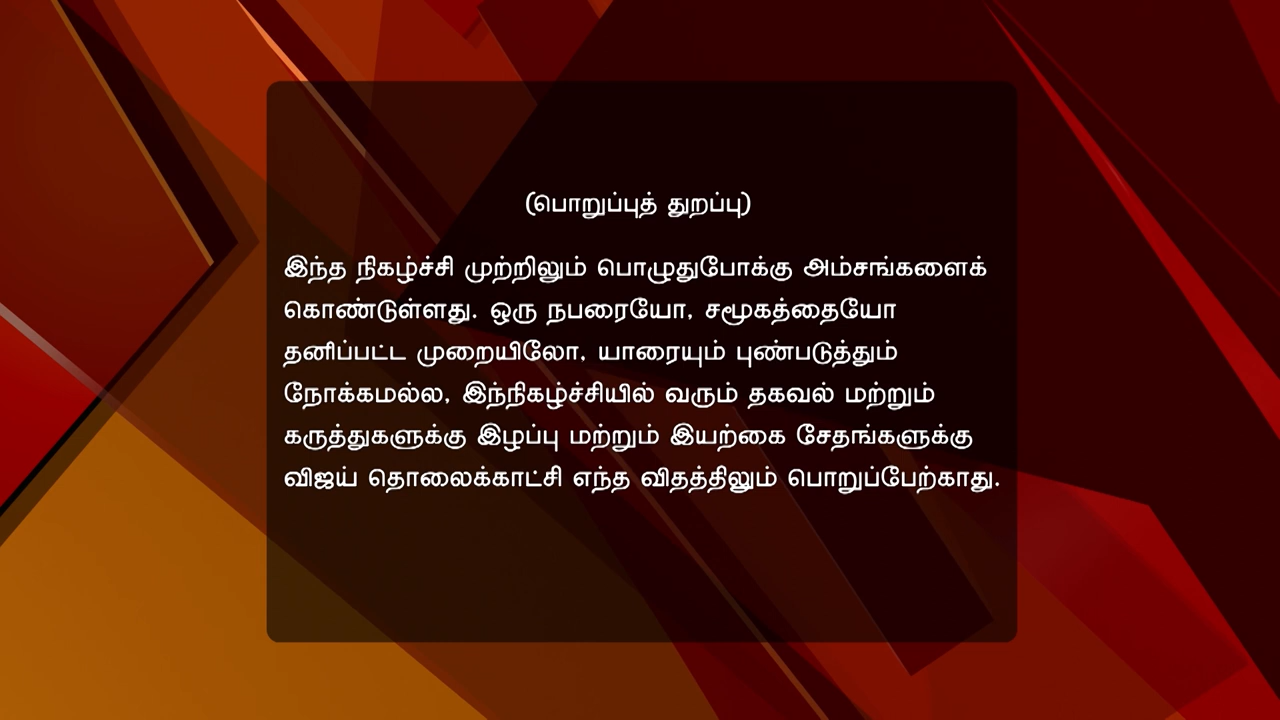 (பொறுப்புத் துறப்பு)
இந்த நிகழ்ச்சி முற்றிலும் பொழுதுபோக்கு அம்சங்களைக்
கொண்டுள்ளது. ஒரு நபரையோ, சமூகத்தையோ
தனிப்பட்ட முறையிலோ, யாரையும் புண்படுத்தும்
நோக்கமல்ல, இந்நிகழ்ச்சியில் வரும் தகவல் மற்றும்
கருத்துகளுக்கு இழப்பு மற்றும் இயற்கை சேதங்களுக்கு
விஜய் தொலைக்காட்சி எந்த விதத்திலும் பொறுப்பேற்காது.